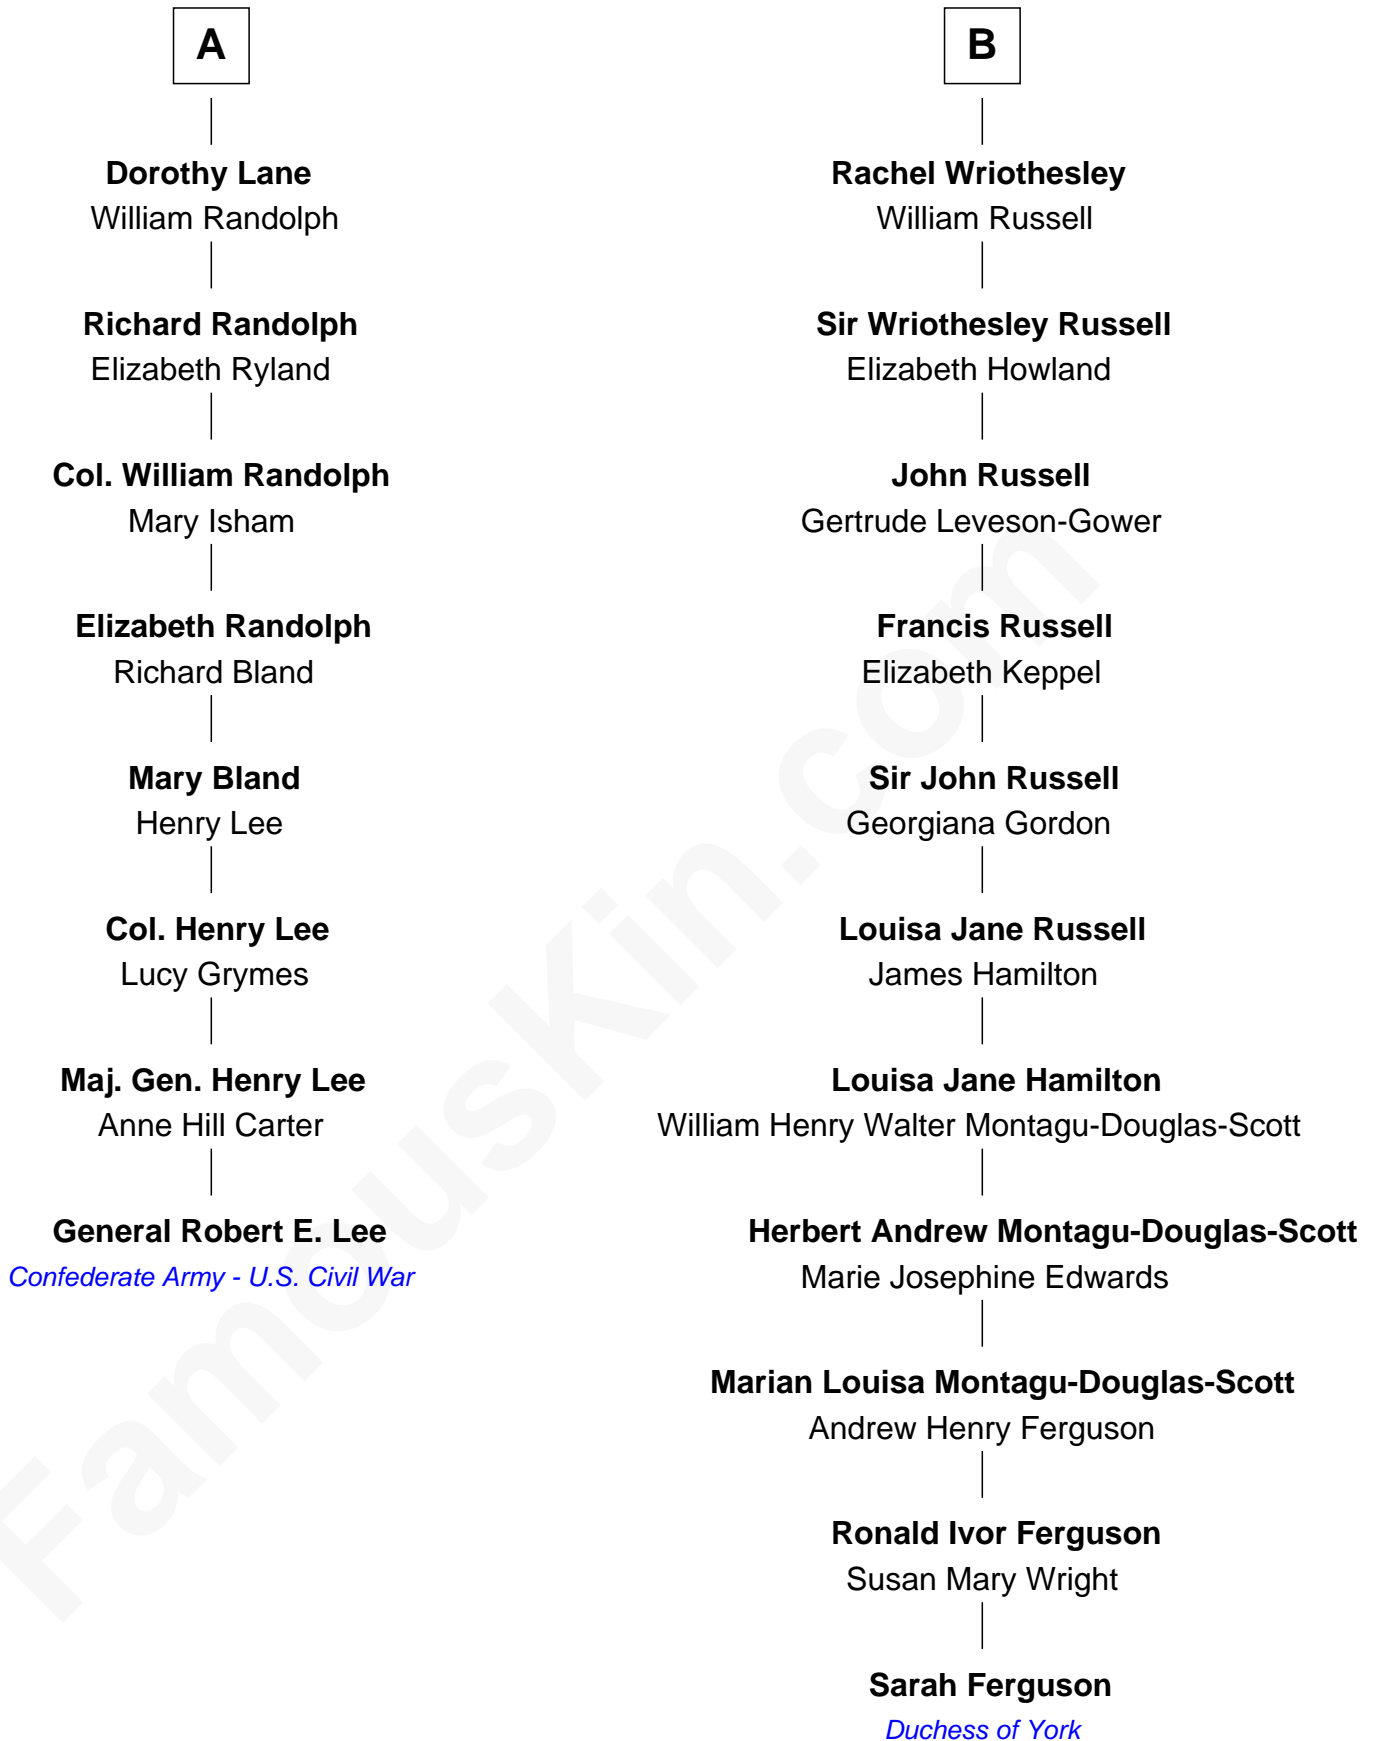 A
Dorothy Lane
William Randolph
Richard Randolph
Elizabeth Ryland
Col. William Randolph
Mary Isham
Elizabeth Randolph
Richard Bland
Mary Bland
Henry Lee
Col. Henry Lee
Lucy Grymes
Maj. Gen. Henry Lee
Anne Hill Carter
General Robert E. Lee
Confederate Army - U.S. Civil War
B
Rachel Wriothesley
William Russell
Sir Wriothesley Russell
Elizabeth Howland
John Russell
Gertrude Leveson-Gower
Francis Russell
Elizabeth Keppel
Sir John Russell
Georgiana Gordon
Louisa Jane Russell
James Hamilton
Louisa Jane Hamilton
William Henry Walter Montagu-Douglas-Scott
Herbert Andrew Montagu-Douglas-Scott
Marie Josephine Edwards
Marian Louisa Montagu-Douglas-Scott
Andrew Henry Ferguson
Ronald Ivor Ferguson
Susan Mary Wright
Sarah Ferguson
Duchess of York
FamousKin.com